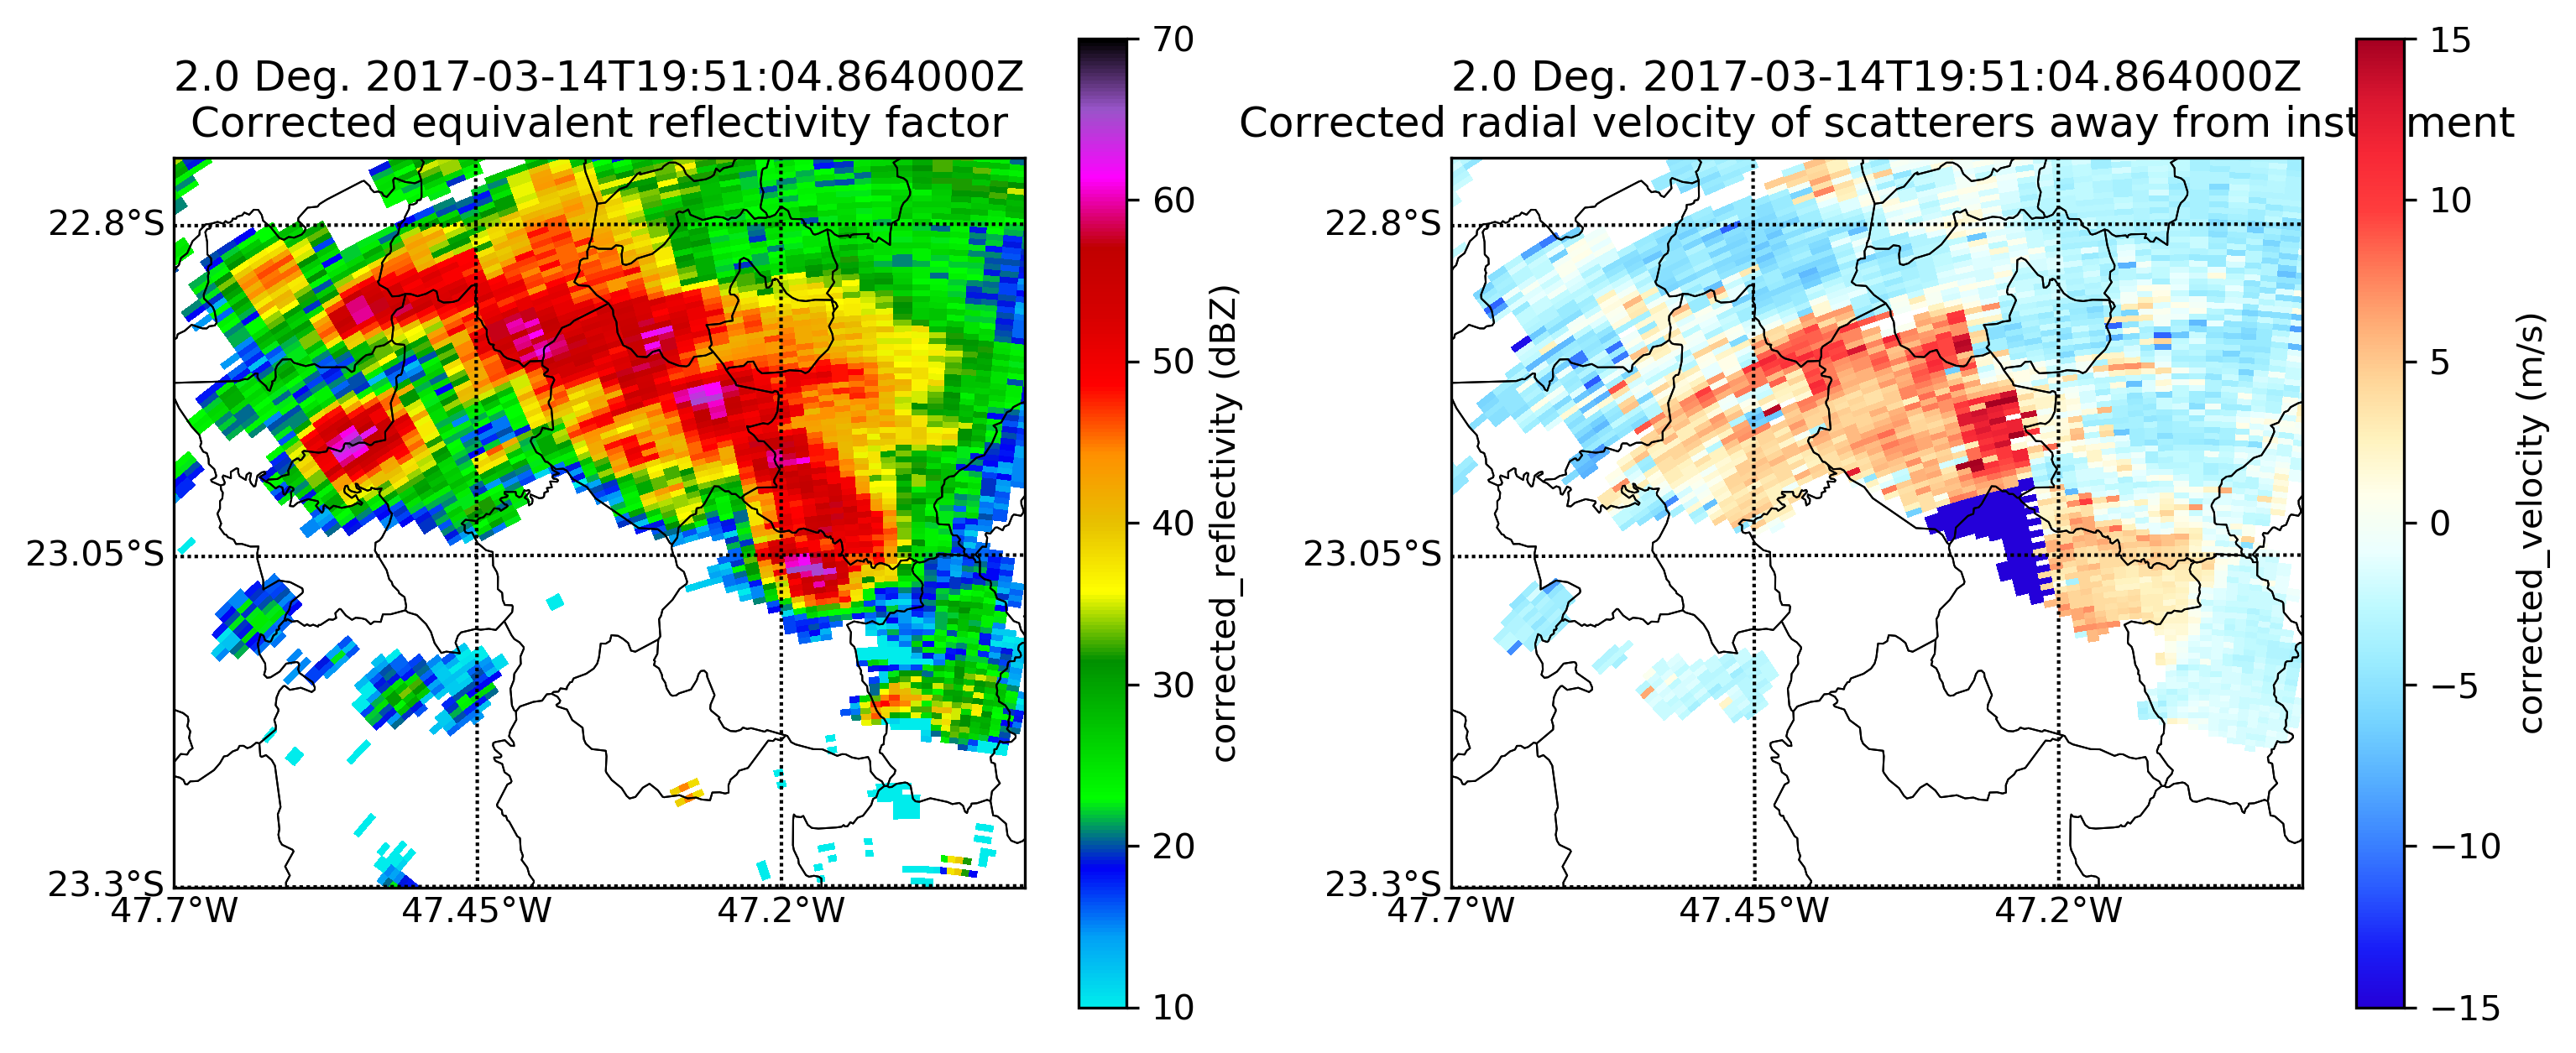 2.0 Deg. 2017-03-14T19:51:04.864000Z
Corrected equivalent reflectivity factor
22.8°S
23.05°S
23.3°S
47.7°W
47.45°W
47.2°W
70
60
50
40
30
20
10
corrected_reflectivity (dBZ)
2.0 Deg. 2017-03-14T19:51:04.864000Z
Corrected radial velocity of scatterers away from inst ment
22.8°S
23.05°S
23.3°S
47.7°W
47.45°W
47.2°W
15
10
5
0
−5
−10
−15
corrected_velocity (m/s)